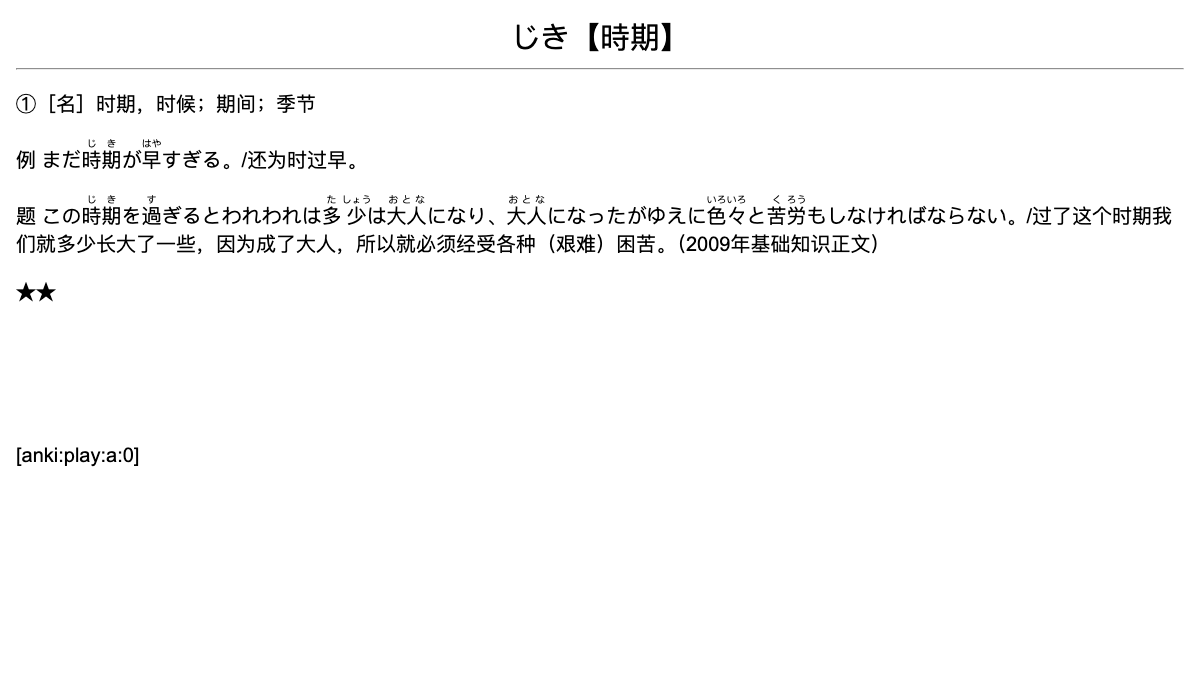 じき【時期】
①［名］时期，时候；期间；季节
例 まだ時期が早すぎる。/还为时过早。
题 この時期を過ぎるとわれわれは多少は大人になり、大人になったがゆえに色々と苦労もしなければならない。/过了这个时期我
们就多少长大了一些，因为成了大人，所以就必须经受各种（艰难）困苦。（2009年基础知识正文）
★★
[anki:play:a:0]